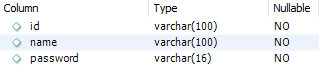 Column Type Nullable
id varchar(100) NO
name varchar(100) NO
password varchar(16) NO